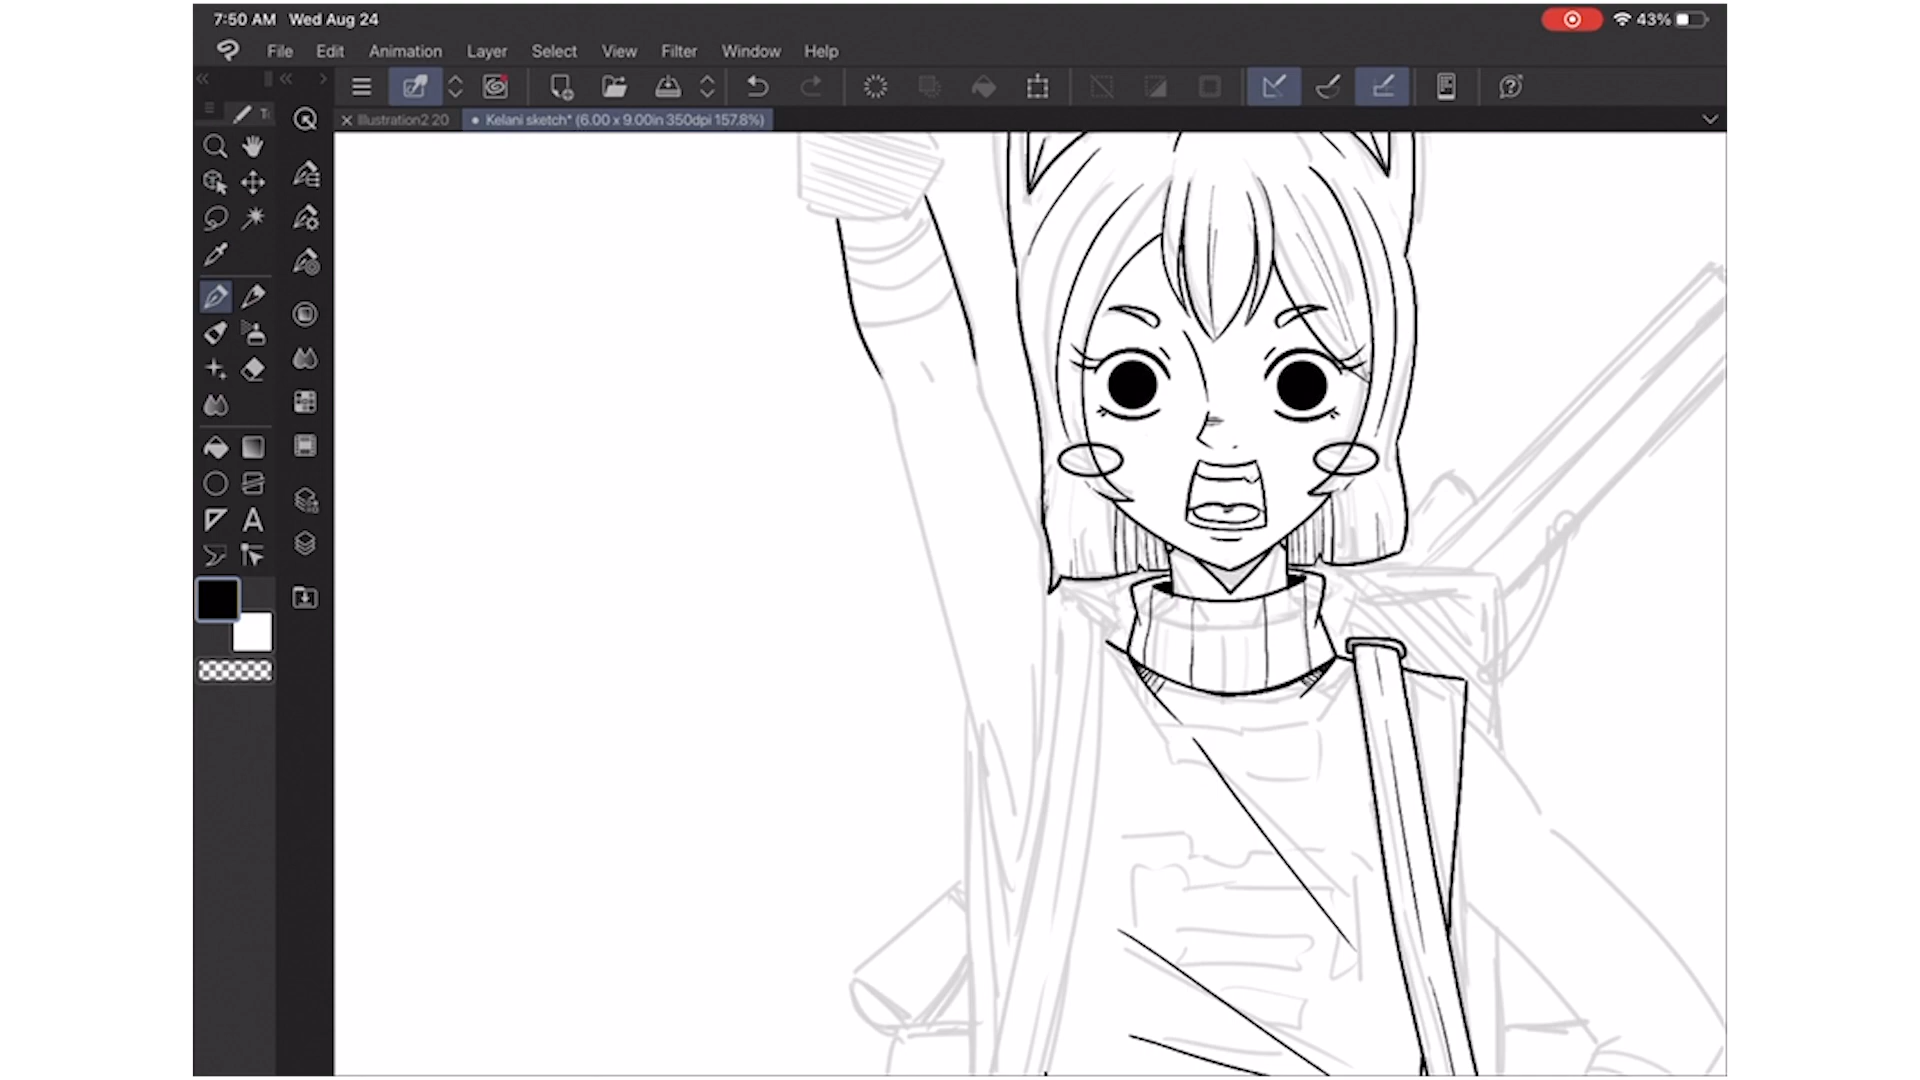 7:50 AM Wed Aug 24
43%
File Edit Animation Layer Select View Filter Window Help
Illustration2 20
Kelani sketch* (6.00 x 9.00in 350dpi 157.8%)